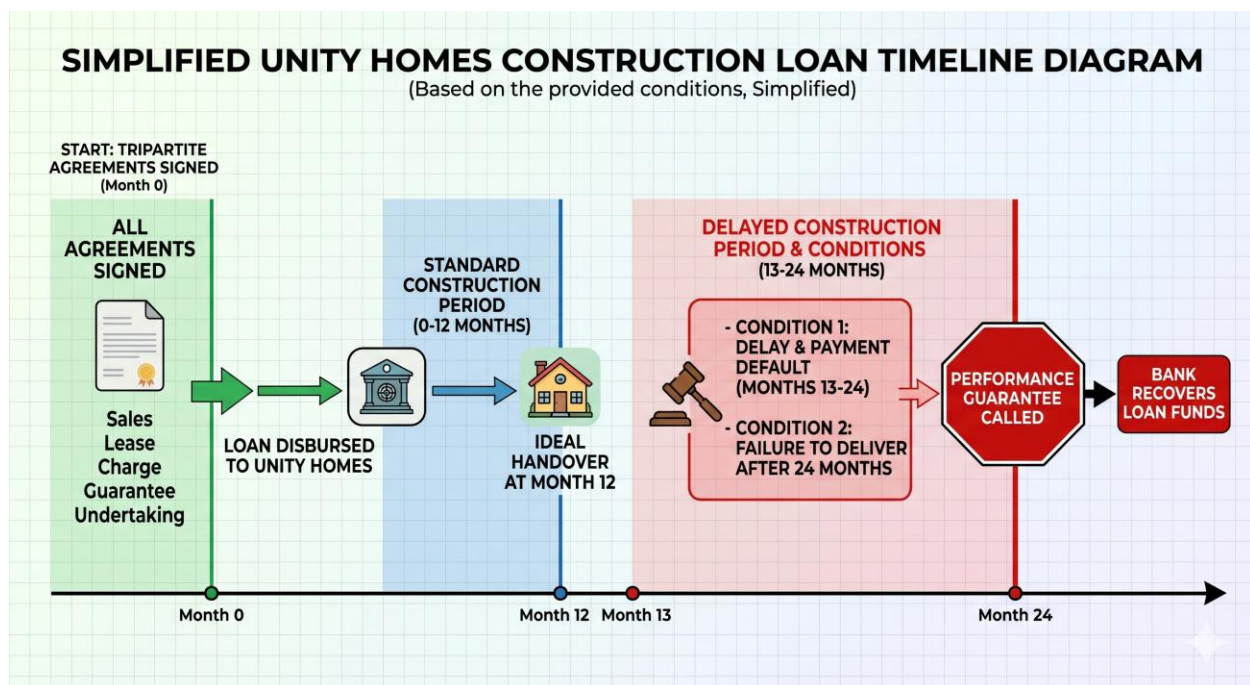 SIMPLIFIED UNITY HOMES CONSTRUCTION LOAN TIMELINE DIAGRAM
(Based on the provided conditions, Simplified)
START: TRIPARTITE
AGREEMENTS SIGNED
(Month 0)
ALL
AGREEMENTS
SIGNED
Sales
Lease
Charge
Guarantee
Undertaking
LOAN DISBURSED
TO UNITY HOMES
STANDARD
CONSTRUCTION
PERIOD
(0-12 MONTHS)
IDEAL
HANDOVER
AT MONTH 12
DELAYED CONSTRUCTION
PERIOD & CONDITIONS
(13-24 MONTHS)
- CONDITION 1:
DELAY & PAYMENT
DEFAULT
(MONTHS 13-24)
- CONDITION 2:
FAILURE TO DELIVER
AFTER 24 MONTHS
PERFORMANCE
GUARANTEE
CALLED
BANK
RECOVERS
LOAN FUNDS
Month 0
Month 12
Month 13
Month 24